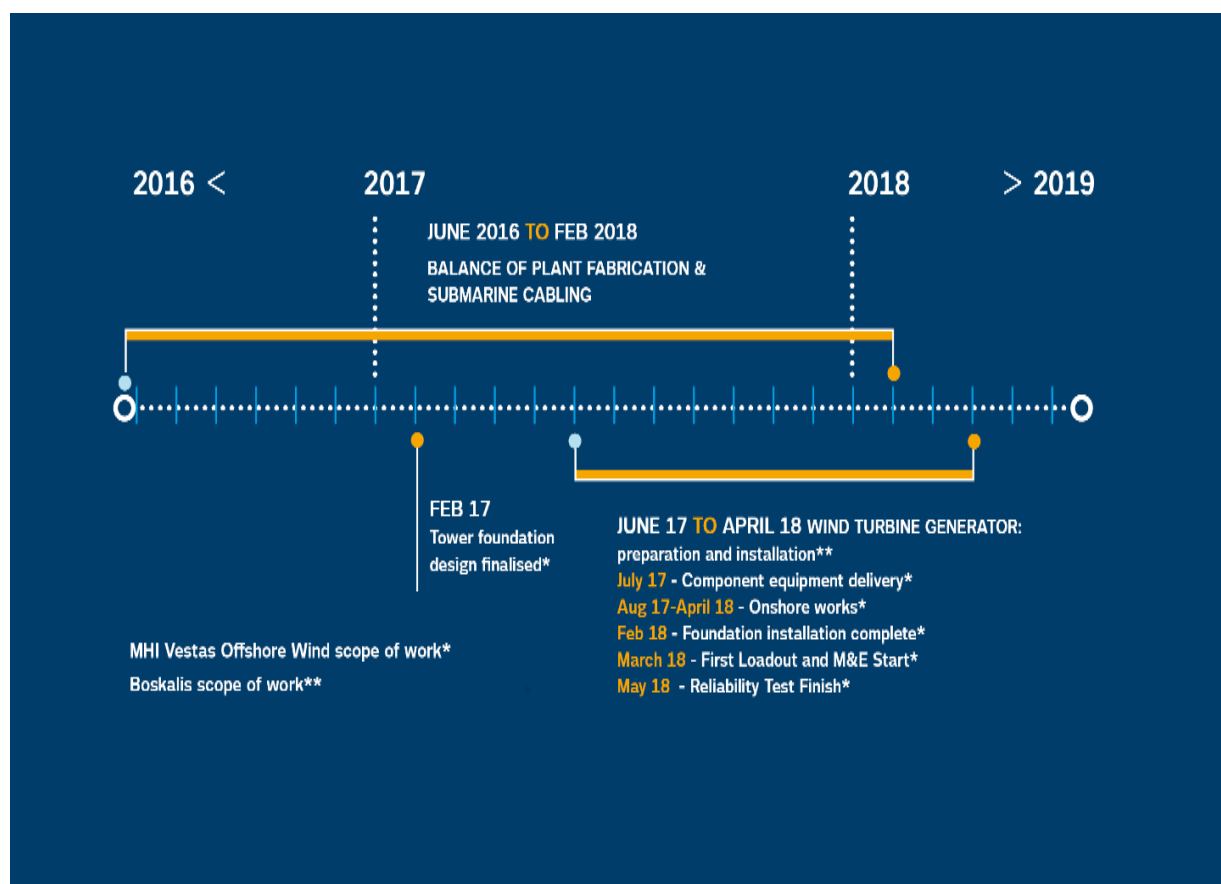 2016 < 2017 2018 > 2019
JUNE 2016 TO FEB 2018
BALANCE OF PLANT FABRICATION &
SUBMARINE CABLING
FEB 17
Tower foundation
design finalised*
JUNE 17 TO APRIL 18 WIND TURBINE GENERATOR:
preparation and installation**
July 17 - Component equipment delivery*
Aug 17-April 18 - Onshore works*
Feb 18 - Foundation installation complete*
March 18 - First Loadout and M&E Start*
May 18 - Reliability Test Finish*
MHI Vestas Offshore Wind scope of work*
Boskalis scope of work**